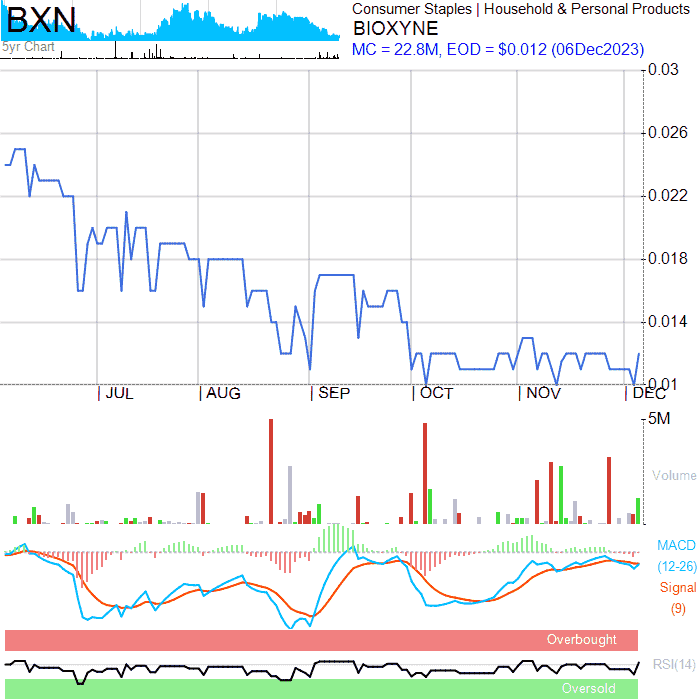 BXN
5yr Chart
Consumer Staples | Household & Personal Products
BIOXYNE
MC = 22.8M, EOD = $0.012 (06Dec2023)
0.03
0.026
0.022
0.018
0.014
0.01
JUL
AUG
SEP
OCT
NOV
DEC
5M
Volume
MACD
(12-26)
Signal
(9)
Overbought
RSI(14)
Oversold